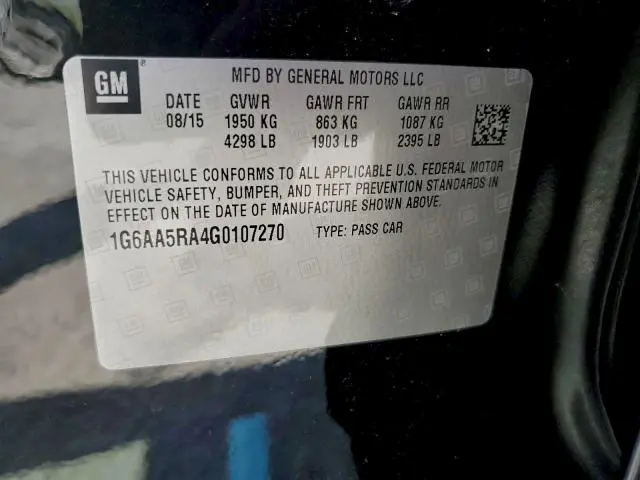 GM ® MFD BY GENERAL MOTORS LLC
DATE GVWR GAWR FRT GAWR RR
08/15 1950 KG 863 KG 1087 KG
4298 LB 1903 LB 2395 LB
THIS VEHICLE CONFORMS TO ALL APPLICABLE U.S. FEDERAL MOTOR
VEHICLE SAFETY, BUMPER, AND THEFT PREVENTION STANDARDS IN
EFFECT ON THE DATE OF MANUFACTURE SHOWN ABOVE.
1G6AA5RA4G0107270 TYPE: PASS CAR